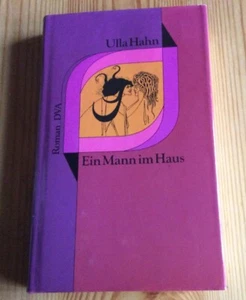 Ulla Hahn
Roman DVA
Ein Mann im Haus